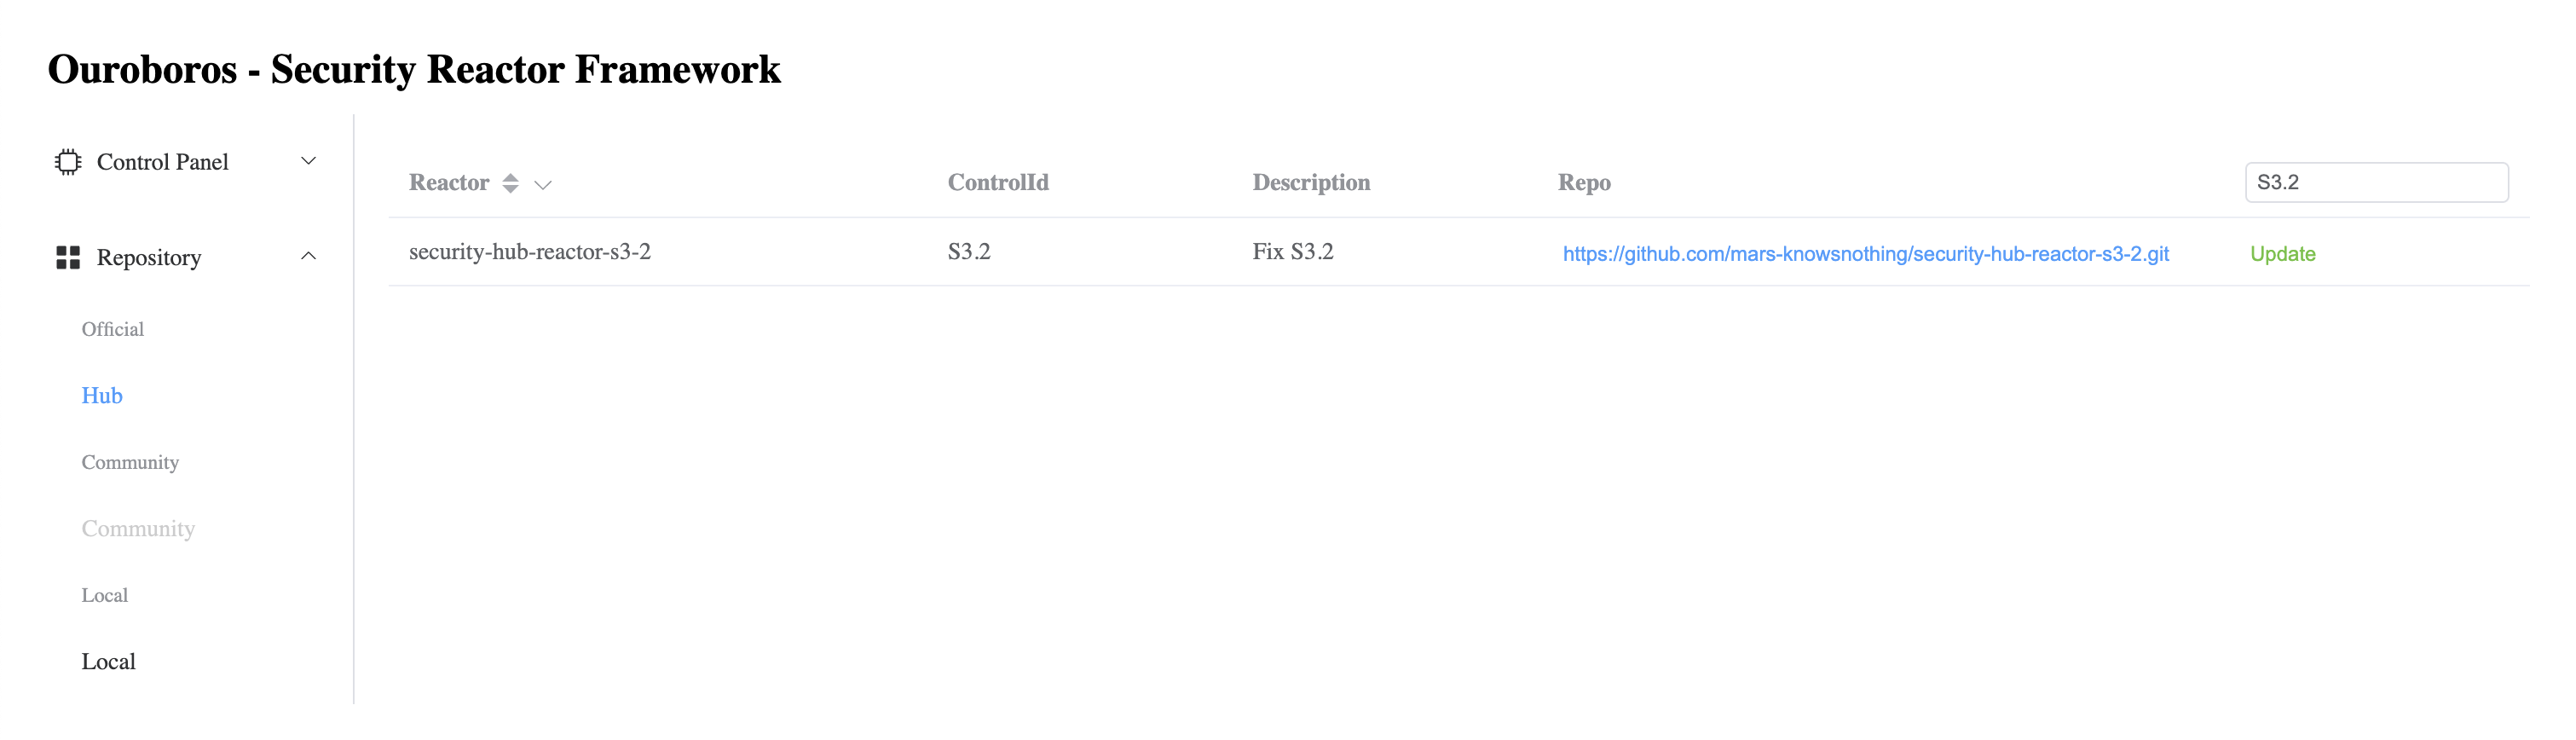 Ouroboros - Security Reactor Framework
Control Panel
Repository
Official
Hub
Community
Community
Local
Local
Reactor ControlId Description Repo S3.2
security-hub-reactor-s3-2 S3.2 Fix S3.2 https://github.com/mars-knowsnothing/security-hub-reactor-s3-2.git Update